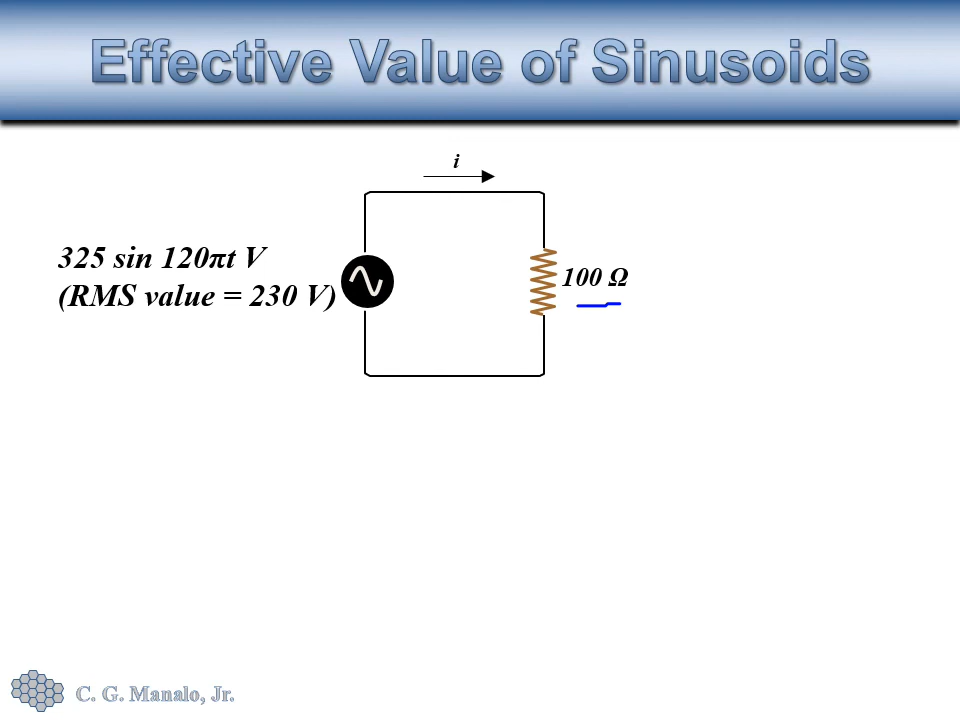 Effective Value of Sinusoids
i
325 sin 120πt V
(RMS value = 230 V)
100 Ω
C. G. Manalo, Jr.